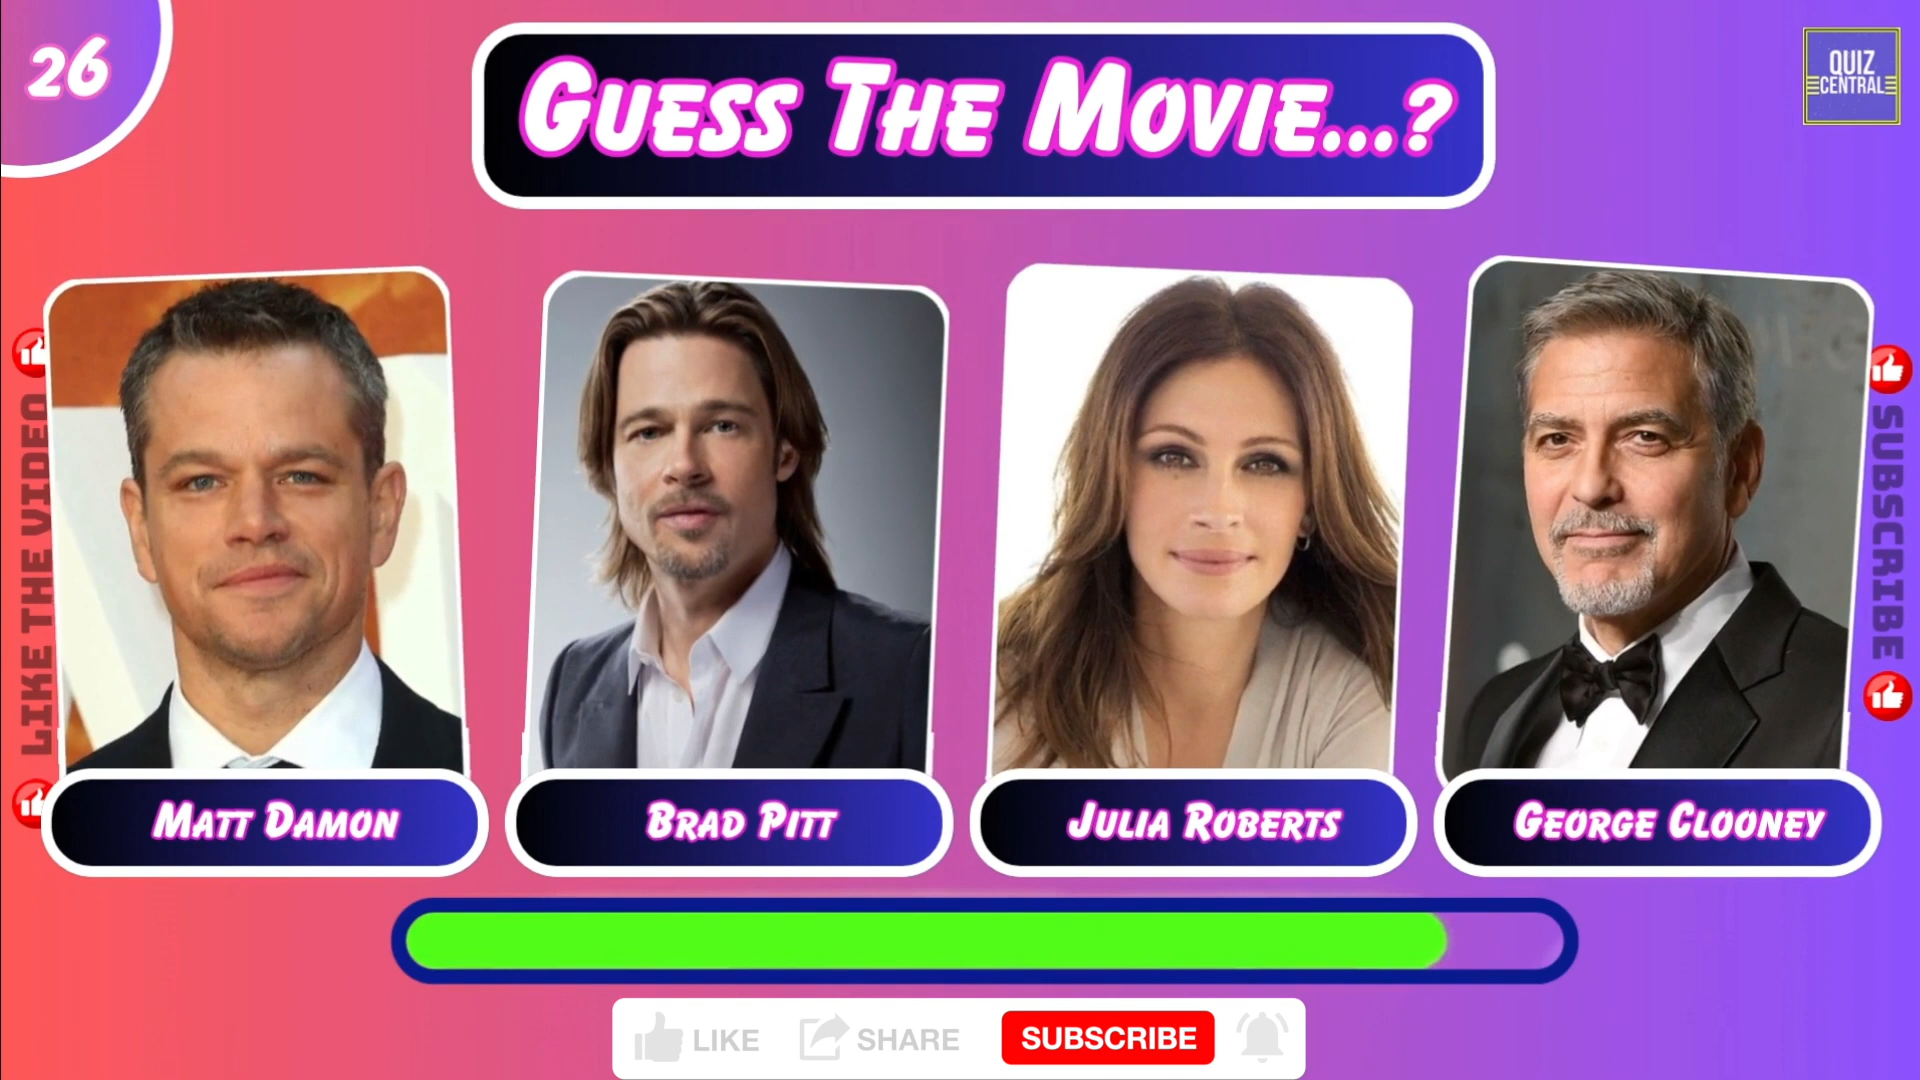 26
GUESS THE MOVIE...?
QUIZ
CENTRAL
LIKE THE VIDEO
SUBSCRIBE
MATT DAMON
BRAD PITT
JULIA ROBERTS
GEORGE CLOONEY
LIKE
SHARE
SUBSCRIBE